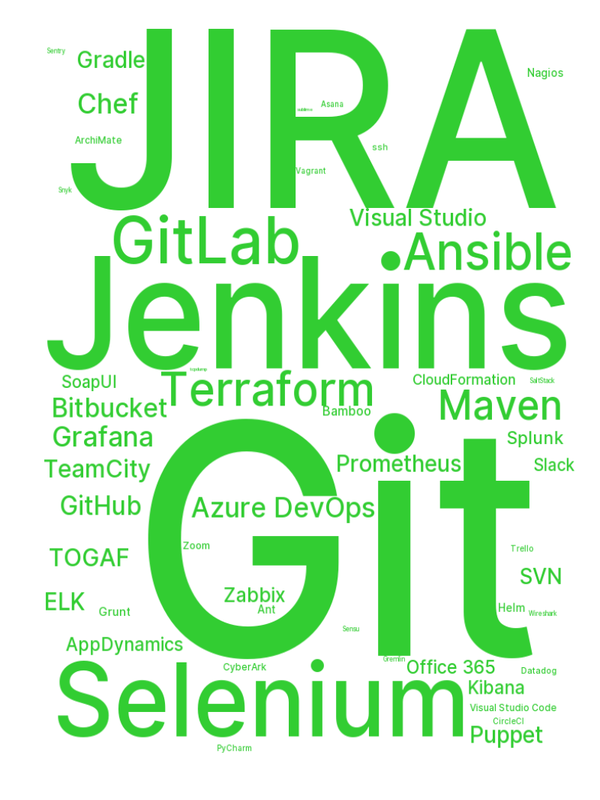 JIRA
Sentry
Gradle
Nagios
Chef
Asana
ArchiMate
ssh
Vagrant
Snyk
GitLab
Visual Studio
Ansible
Jenkins
SoapUI
Terraform
CloudFormation
SaltStack
Bitbucket
Bamboo
Maven
Grafana
Splunk
TeamCity
Prometheus
Slack
Git
GitHub
Azure DevOps
Zoom
Trello
TOGAF
SVN
Zabbix
ELK
Grunt
Ant
Helm
Wireshark
Sensu
AppDynamics
Gremlin
CyberArk
Office 365
Datadog
Selenium
Kibana
Visual Studio Code
CircleCI
Puppet
PyCharm